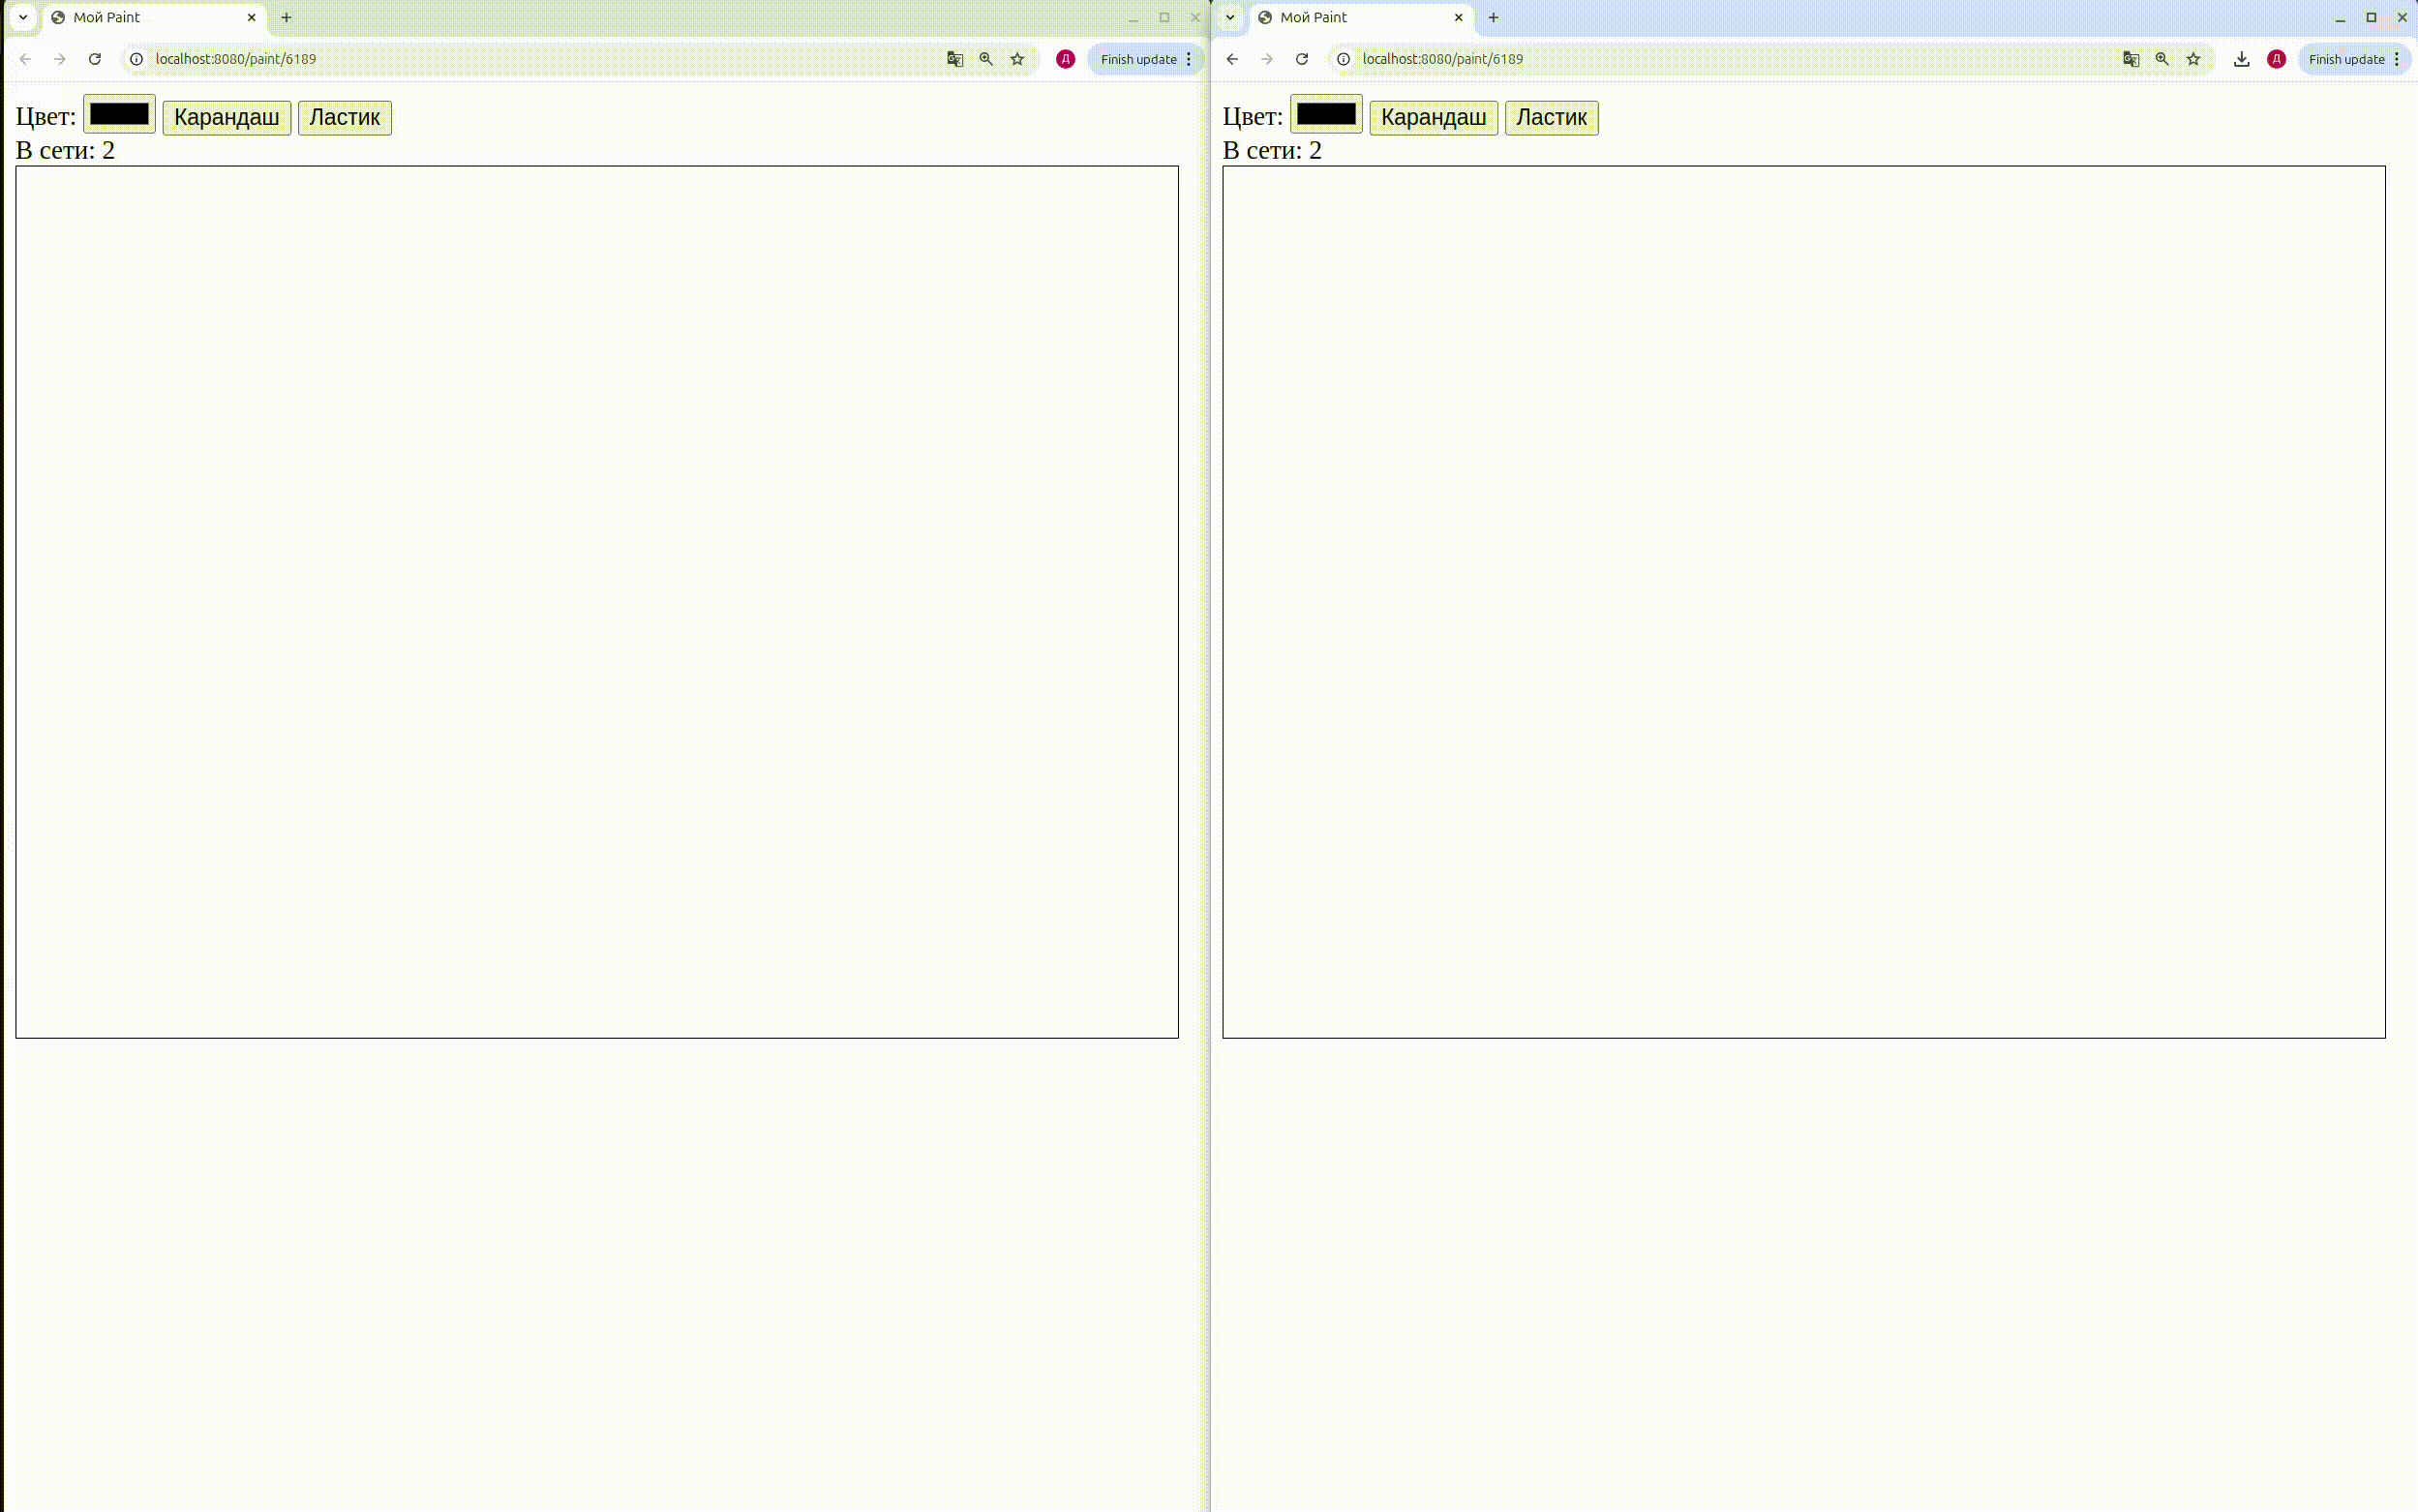 Мой Paint
localhost:8080/paint/6189
Finish update
Д
Цвет: Карандаш Ластик
В сети: 2
Мой Paint
localhost:8080/paint/6189
Д
Finish update
Цвет: Карандаш Ластик
В сети: 2